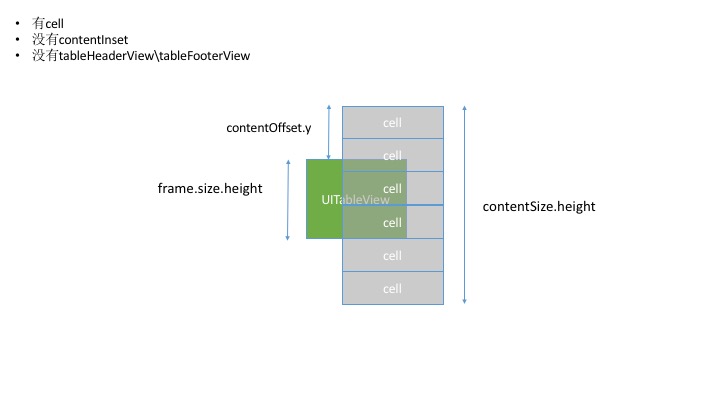 • 有cell
• 没有contentInset
• 没有tableHeaderView\tableFooterView
cell
contentOffset.y
cell
frame.size.height
cell
UITableView
contentSize.height
cell
cell
cell